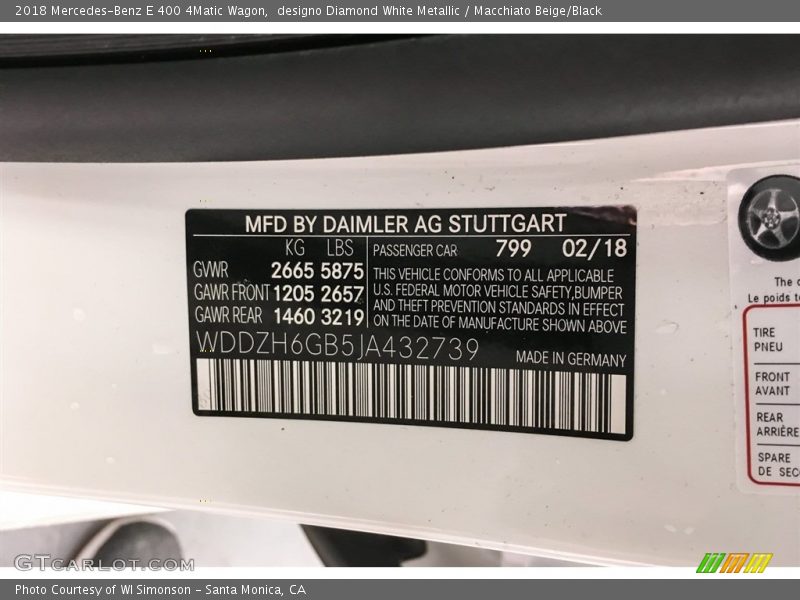 2018 Mercedes-Benz E 400 4Matic Wagon, designo Diamond White Metallic / Macchiato Beige/Black
MFD BY DAIMLER AG STUTTGART
KG LBS PASSENGER CAR 799 02/18
GVWR 2665 5875
GAWR FRONT 1205 2657
GAWR REAR 1460 3219
THIS VEHICLE CONFORMS TO ALL APPLICABLE
U.S. FEDERAL MOTOR VEHICLE SAFETY,BUMPER
AND THEFT PREVENTION STANDARDS IN EFFECT
ON THE DATE OF MANUFACTURE SHOWN ABOVE
WDDZH6GB5JA432739 MADE IN GERMANY
The
Le poids
TIRE
PNEU
FRONT
AVANT
REAR
ARRIÈRE
SPARE
DE
GTCarLot.com
Photo Courtesy of WI Simonson - Santa Monica, CA